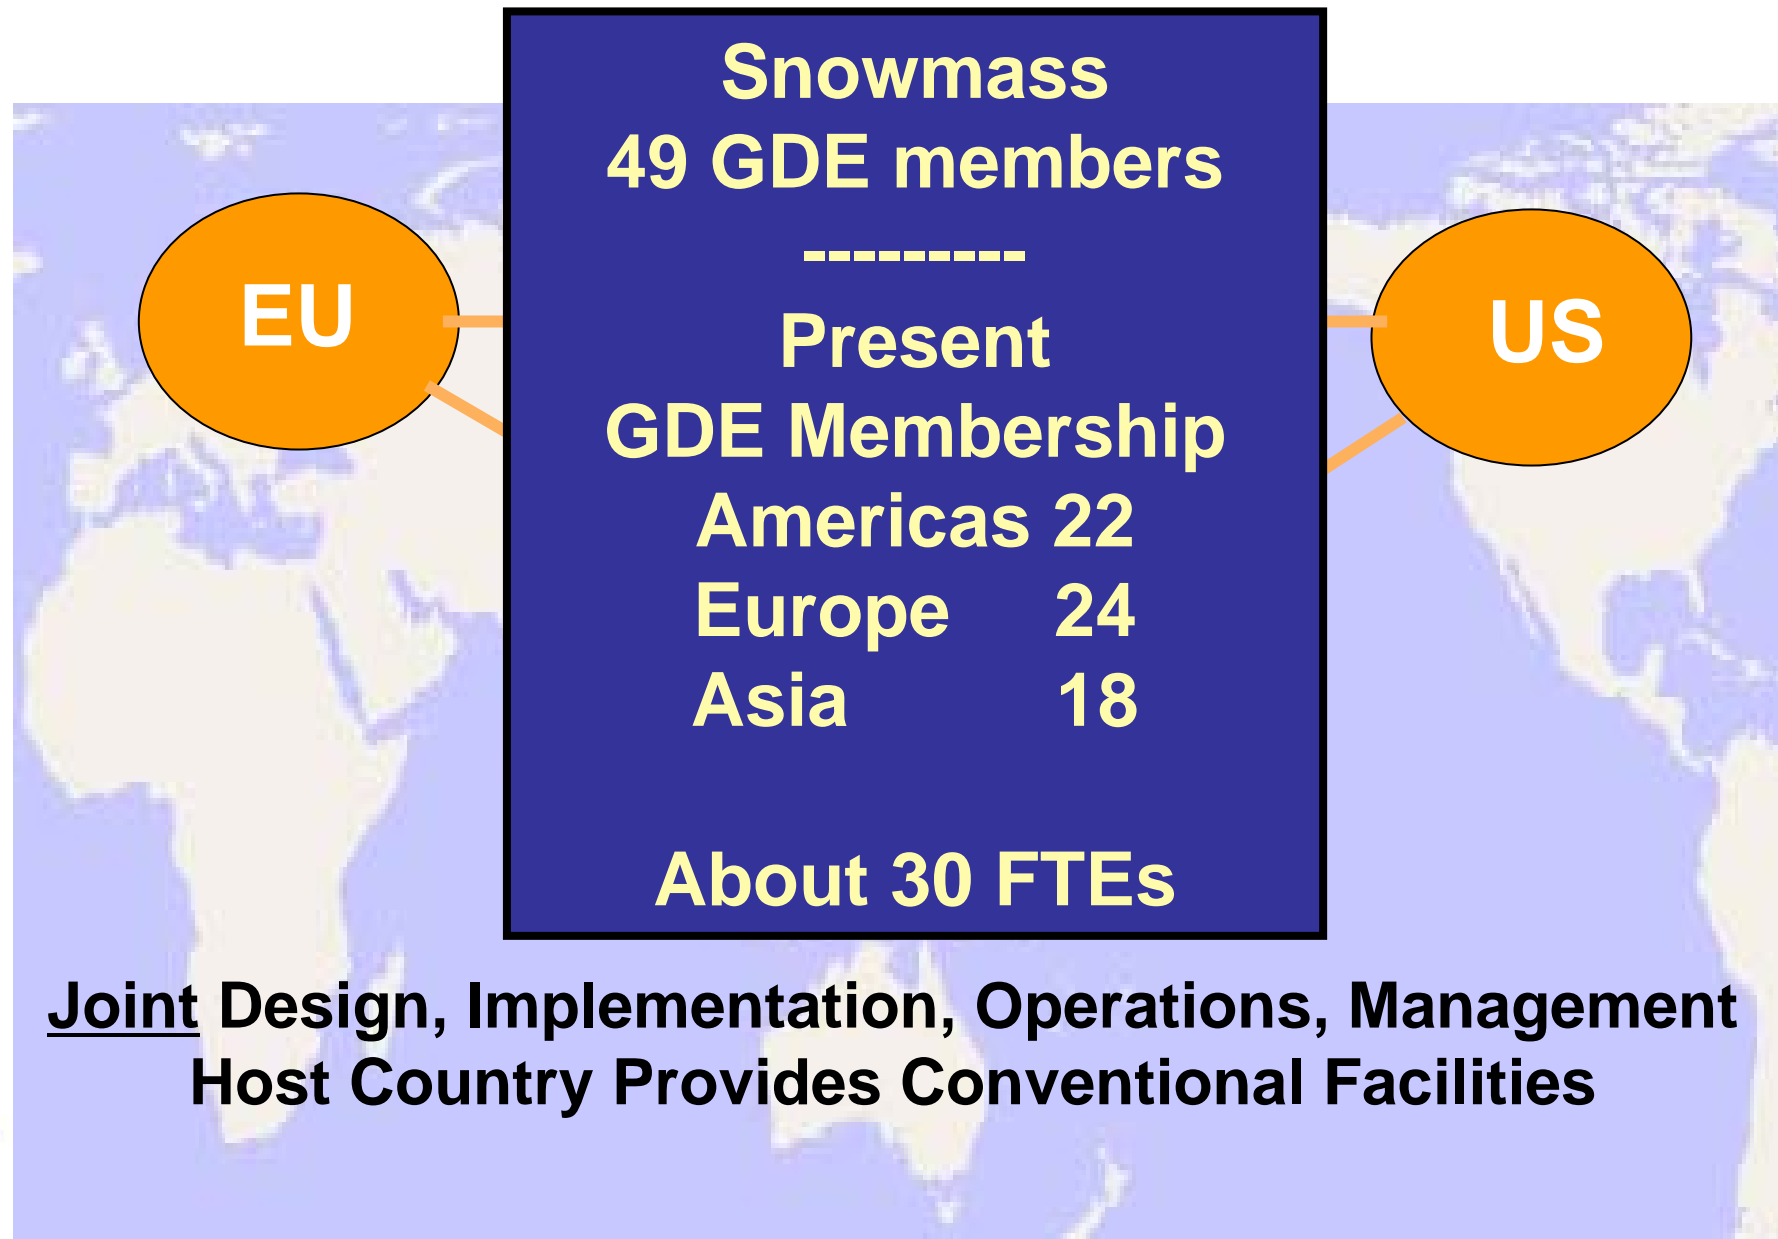 Snowmass
49 GDE members
---------
Present
GDE Membership
Americas 22
Europe 24
Asia 18
About 30 FTEs
EU
US
Joint Design, Implementation, Operations, Management
Host Country Provides Conventional Facilities